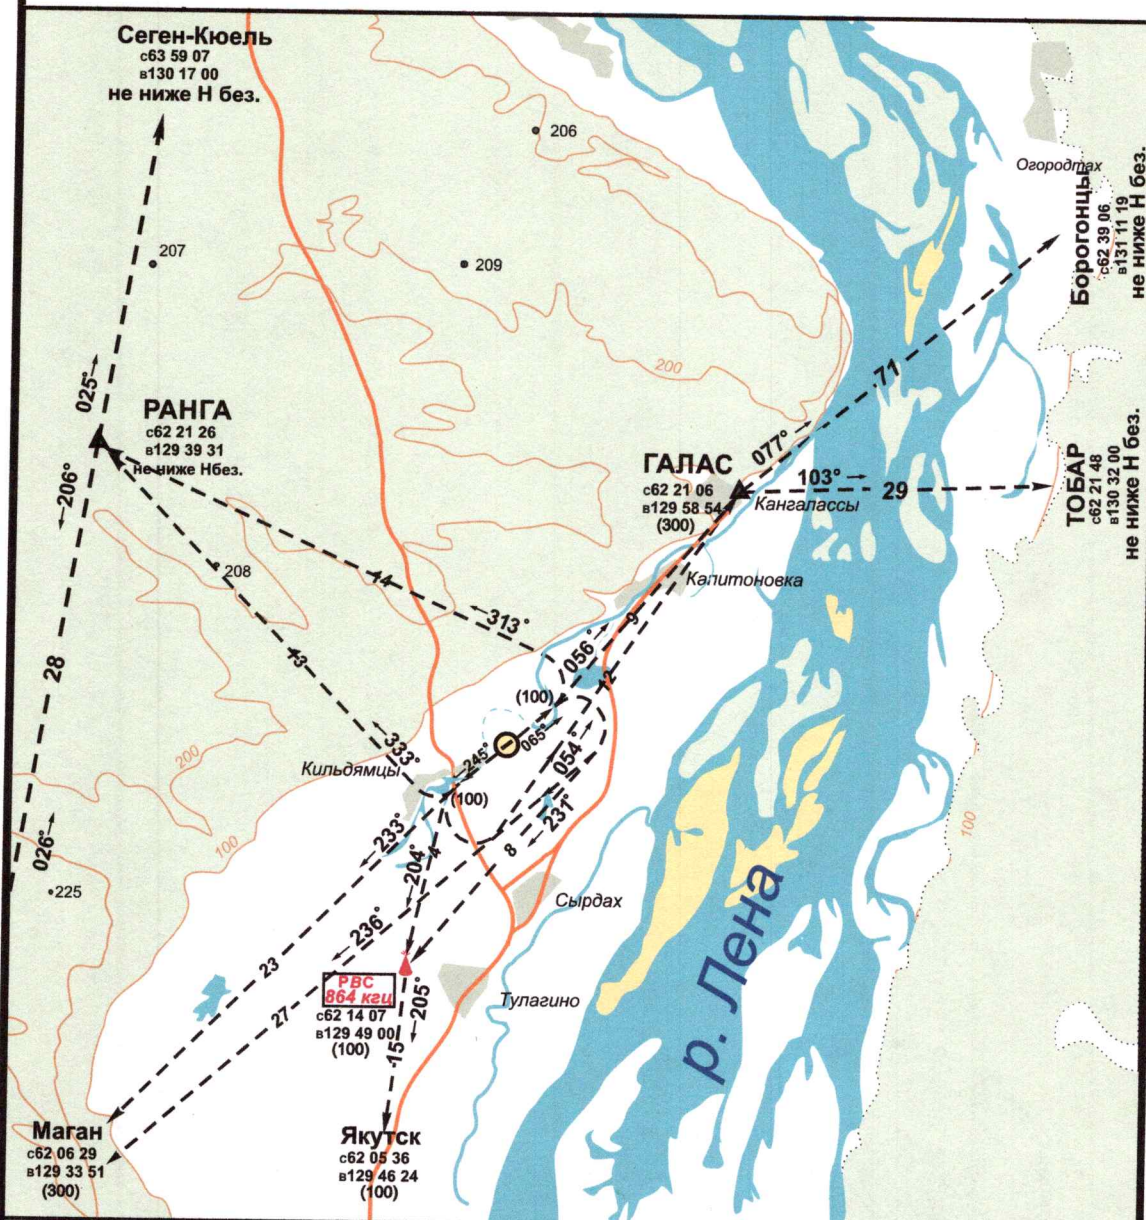 Сеген-Кюель
с63 59 07
в130 17 00
не ниже Н без.
206
Огородтах
207
209
Борогонцы
с62 39 06
в131 11 19
не ниже Н без.
200
71
025°
РАНГА
с62 21 26
в129 39 31
не ниже Нбез.
077°
ГАЛАС
с62 21 06
в129 58 54
(300)
103°
29
Кангалассы
ТОБАР
с62 21 48
в130 32 00
не ниже Н без.
206°
208
14
Капитоновка
313°
9
056°
12
28
13
(100)
065°
245°
054°
333°
Кильдямцы
200
(100)
231°
100
100
026°
233°
8
4
204°
225
Сырдах
236°
р. Лена
23
РВС
864 кгц
с62 14 07
в129 49 00
(100)
205°
Тулагино
27
15
Маган
с62 06 29
в129 33 51
(300)
Якутск
с62 05 36
в129 46 24
(100)